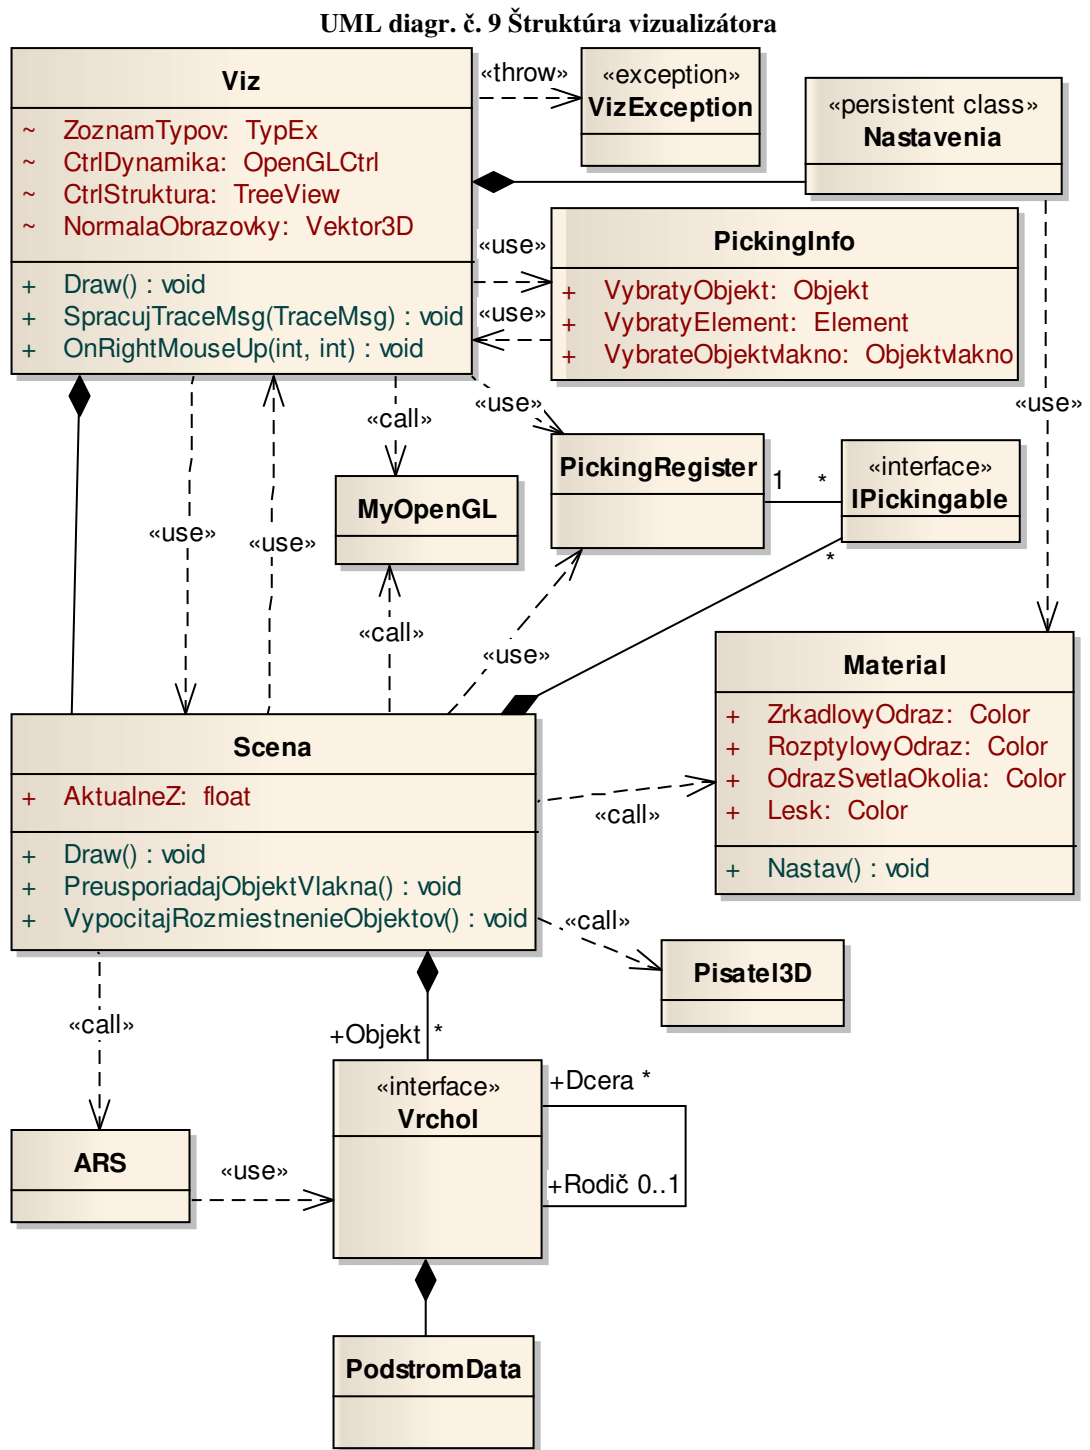 UML diagr. č. 9 Štruktúra vizualizátora
Viz
~ ZoznamTypov: TypEx
~ CtrlDynamika: OpenGLCtrl
~ CtrlStruktura: TreeView
~ NormalaObrazovky: Vektor3D
+ Draw() : void
+ SpracujTraceMsg(TraceMsg) : void
+ OnRightMouseUp(int, int) : void
«throw»
«exception»
VizException
«persistent class»
Nastavenia
«use»
«use»
PickingInfo
+ VybratyObjekt: Objekt
+ VybratyElement: Element
+ VybrateObjektvlakno: Objektvlakno
«call»
«use»
«use»
PickingRegister
1
*
«interface»
IPickingable
*
MyOpenGL
«use»
«use»
«call»
«use»
Material
+ ZrkadlovyOdraz: Color
+ RozptylovyOdraz: Color
+ OdrazSvetlaOkolia: Color
+ Lesk: Color
+ Nastav() : void
Scena
+ AktualneZ: float
+ Draw() : void
+ PreusporiadajObjektVlakna() : void
+ VypocitajRozmiestnenieObjektov() : void
«call»
«call»
Pisatel3D
«call»
+Objekt
*
«interface»
Vrchol
+Dcera *
+Rodič 0..1
ARS
«use»
PodstromData